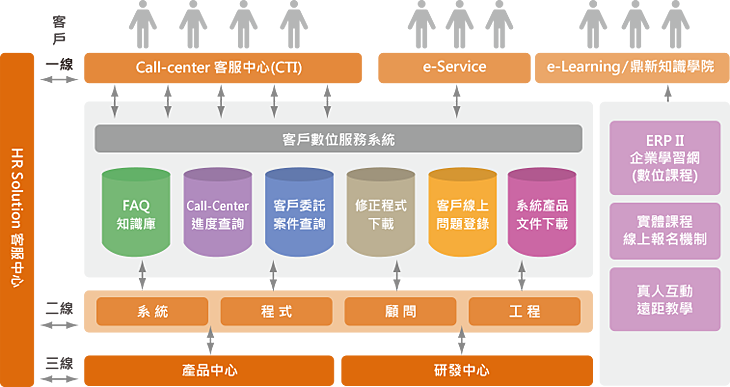 客戶
一線
Call-center 客服中心(CTI)
e-Service
e-Learning/鼎新知識學院
HR Solution 客服中心
客戶數位服務系統
FAQ
知識庫
Call-Center
進度查詢
客戶委託
案件查詢
修正程式
下載
客戶線上
問題登錄
系統產品
文件下載
ERP II
企業學習網
(數位課程)
實體課程
線上報名機制
真人互動
遠距教學
二線
系統
程式
顧問
工程
三線
產品中心
研發中心